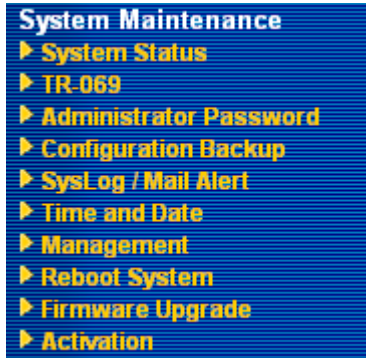 System Maintenance
System Status
TR-069
Administrator Password
Configuration Backup
SysLog / Mail Alert
Time and Date
Management
Reboot System
Firmware Upgrade
Activation